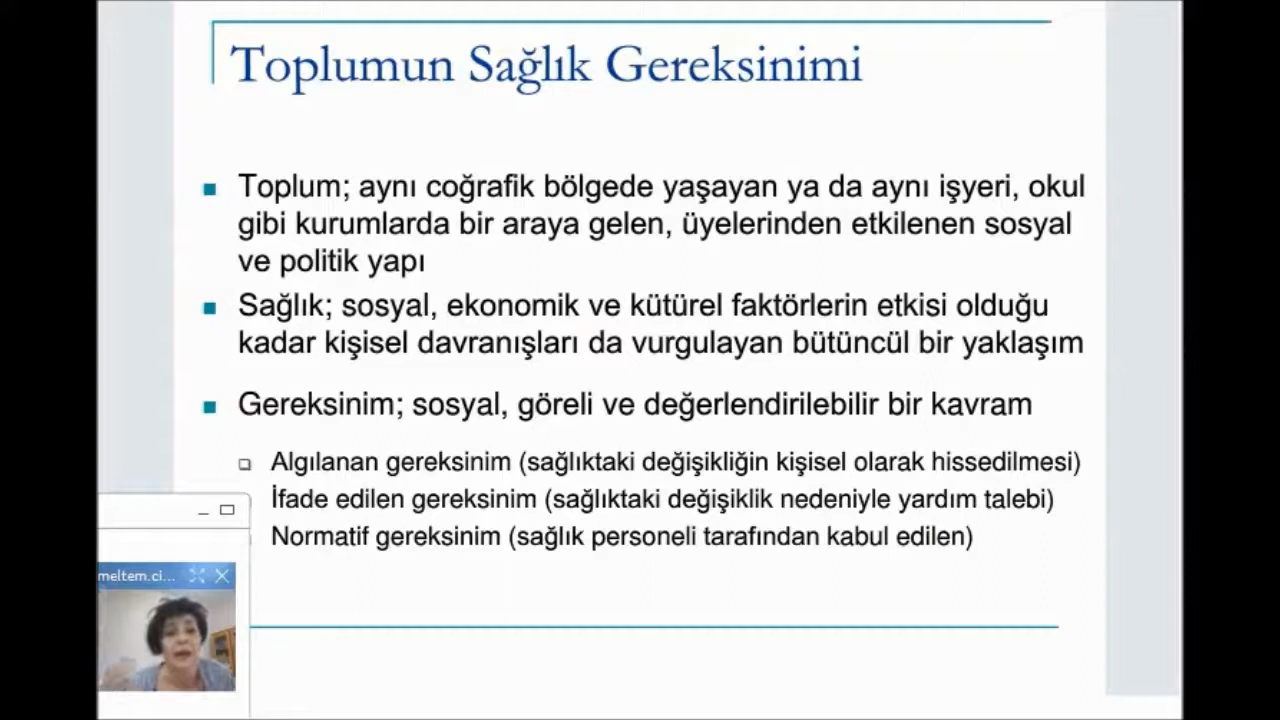 Toplumun Sağlık Gereksinimi
Toplum; aynı coğrafik bölgede yaşayan ya da aynı işyeri, okul
gibi kurumlarda bir araya gelen, üyelerinden etkilenen sosyal
ve politik yapı
Sağlık; sosyal, ekonomik ve kütürel faktörlerin etkisi olduğu
kadar kişisel davranışları da vurgulayan bütüncül bir yaklaşım
Gereksinim; sosyal, göreli ve değerlendirilebilir bir kavram
Algılanan gereksinim (sağlıktaki değişikliğin kişisel olarak hissedilmesi)
İfade edilen gereksinim (sağlıktaki değişiklik nedeniyle yardım talebi)
Normatif gereksinim (sağlık personeli tarafından kabul edilen)
meltem.ci...